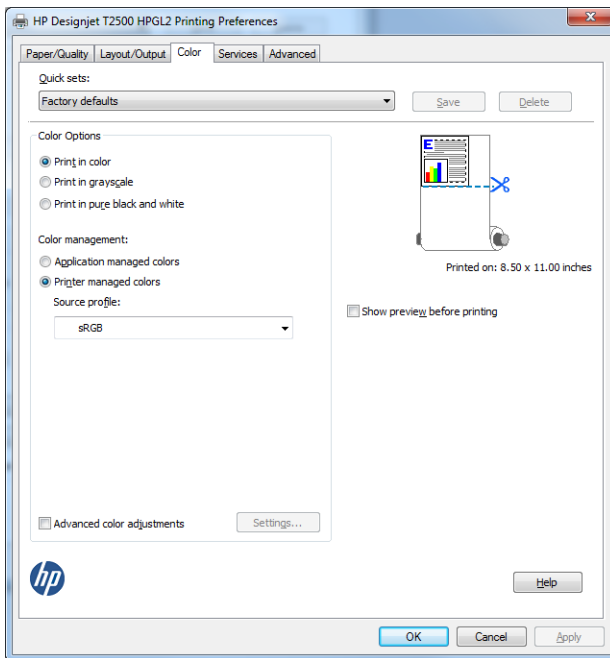 HP Designjet T2500 HPGL2 Printing Preferences
Paper/Quality Layout/Output Color Services Advanced
Quick sets:
Factory defaults
Save Delete
Color Options
Print in color
Print in grayscale
Print in pure black and white
Color management:
Application managed colors
Printer managed colors
Source profile:
sRGB
Advanced color adjustments Settings...
E
Printed on: 8.50 x 11.00 inches
Show preview before printing
hp
Help
OK Cancel Apply